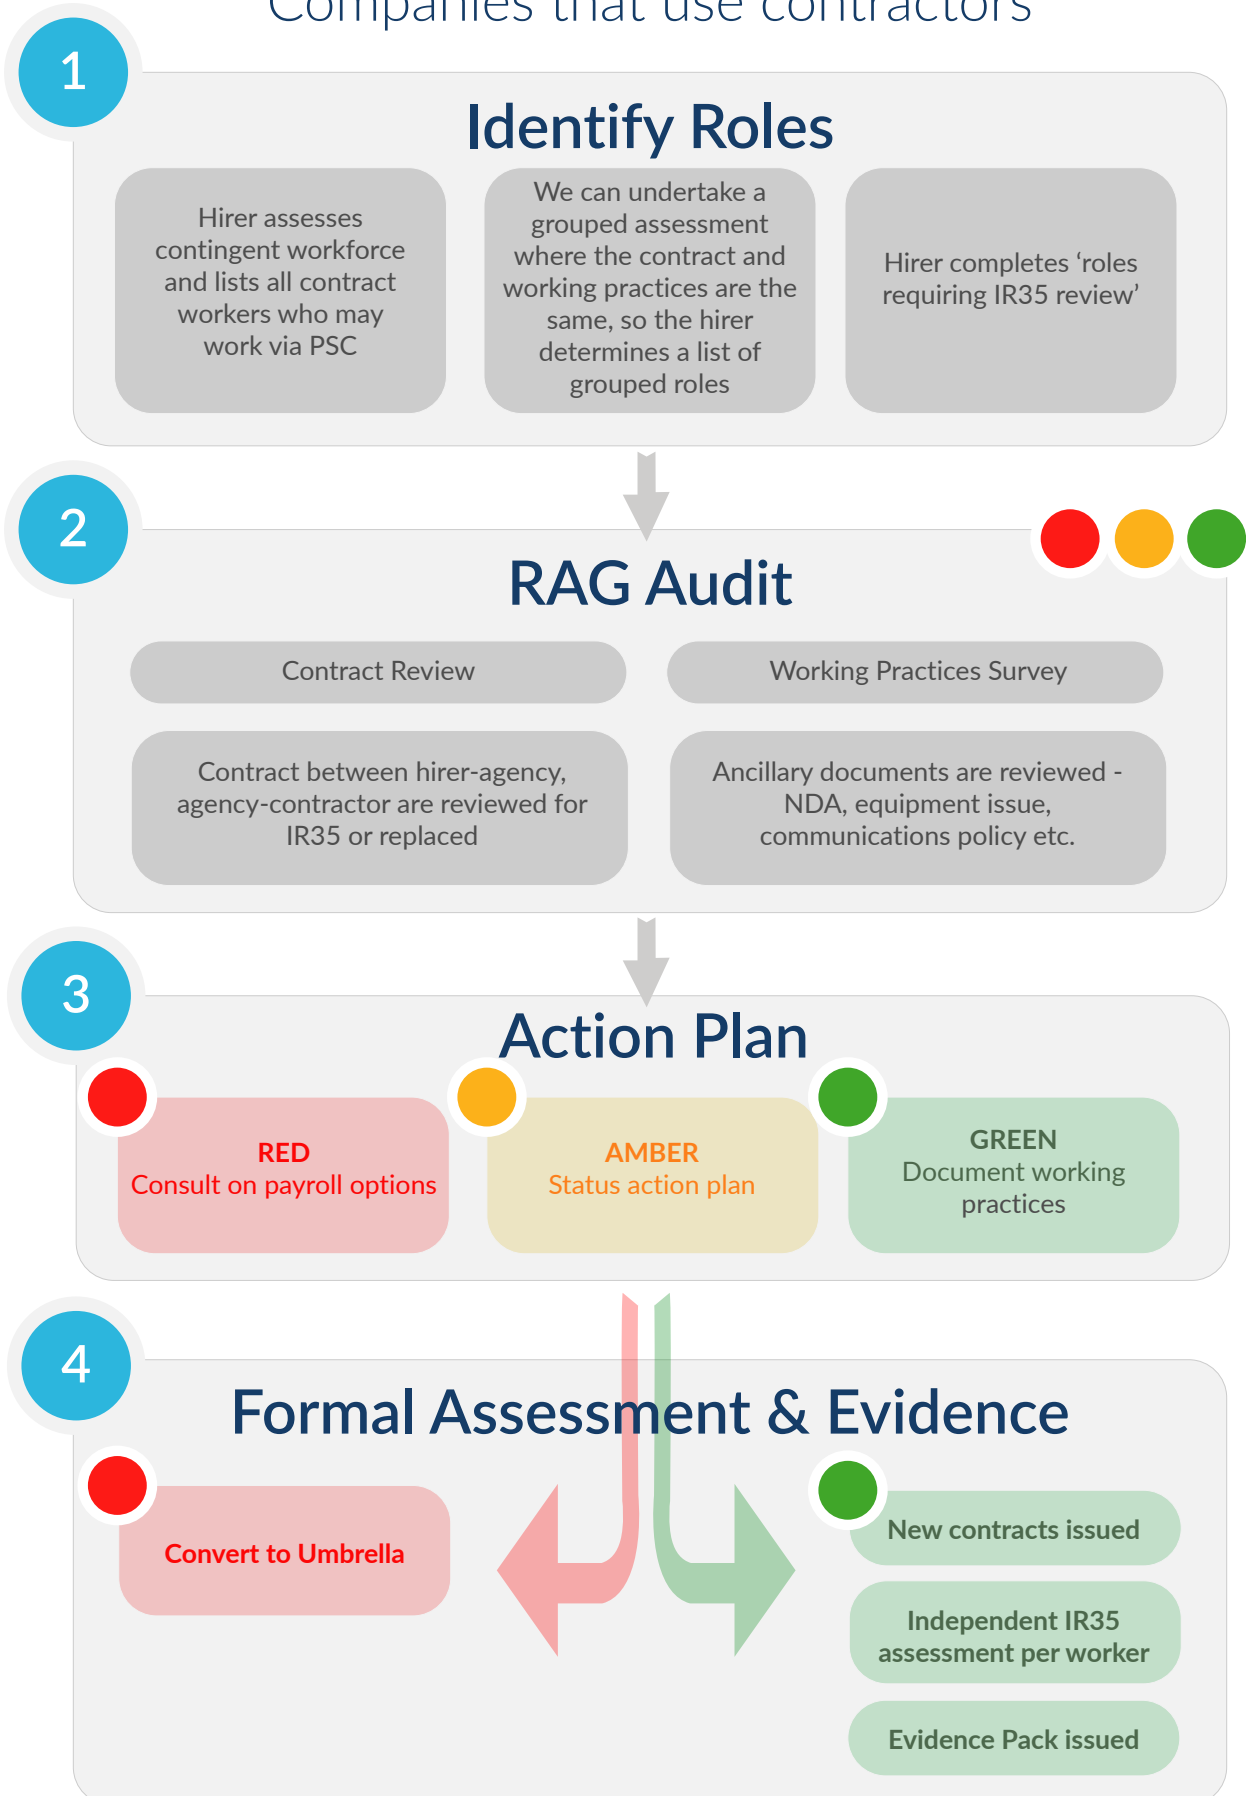 Companies that use contractors
1
Identify Roles
Hirer assesses
contingent workforce
and lists all contract
workers who may
work via PSC
We can undertake a
grouped assessment
where the contract and
working practices are the
same, so the hirer
determines a list of
grouped roles
Hirer completes ‘roles
requiring IR35 review’
2
RAG Audit
Contract Review
Working Practices Survey
Contract between hirer-agency,
agency-contractor are reviewed for
IR35 or replaced
Ancillary documents are reviewed -
NDA, equipment issue,
communications policy etc.
3
Action Plan
RED
Consult on payroll options
AMBER
Status action plan
GREEN
Document working
practices
4
Formal Assessment & Evidence
Convert to Umbrella
New contracts issued
Independent IR35
assessment per worker
Evidence Pack issued